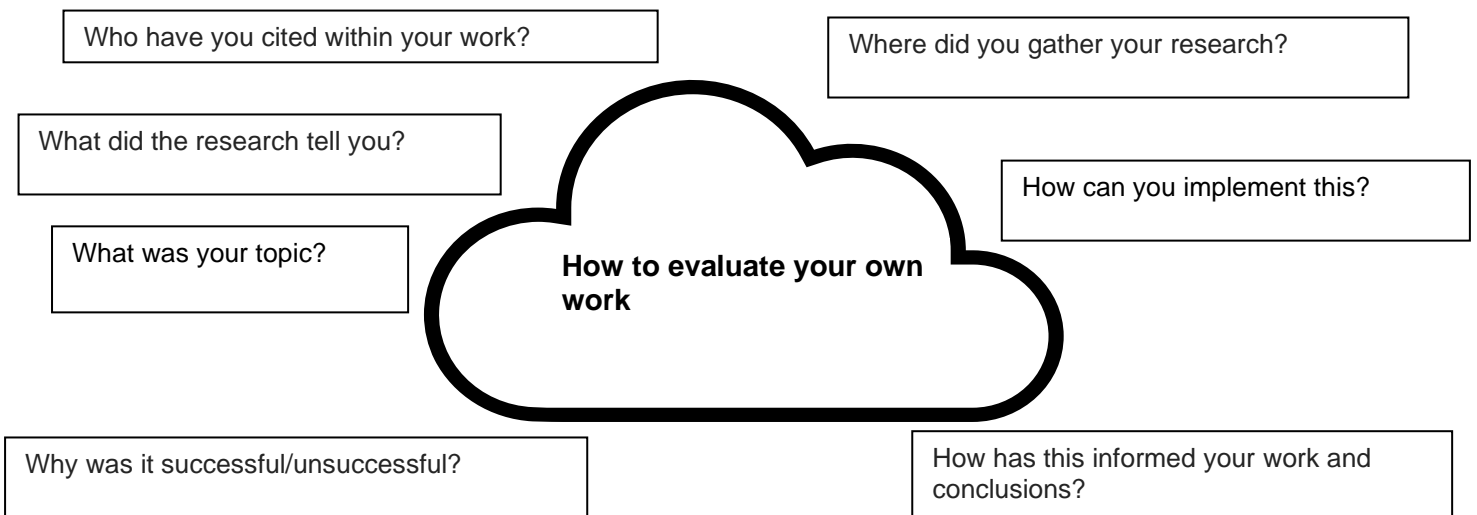 Who have you cited within your work?
Where did you gather your research?
What did the research tell you?
How can you implement this?
What was your topic?
How to evaluate your own
work
Why was it successful/unsuccessful?
How has this informed your work and
conclusions?